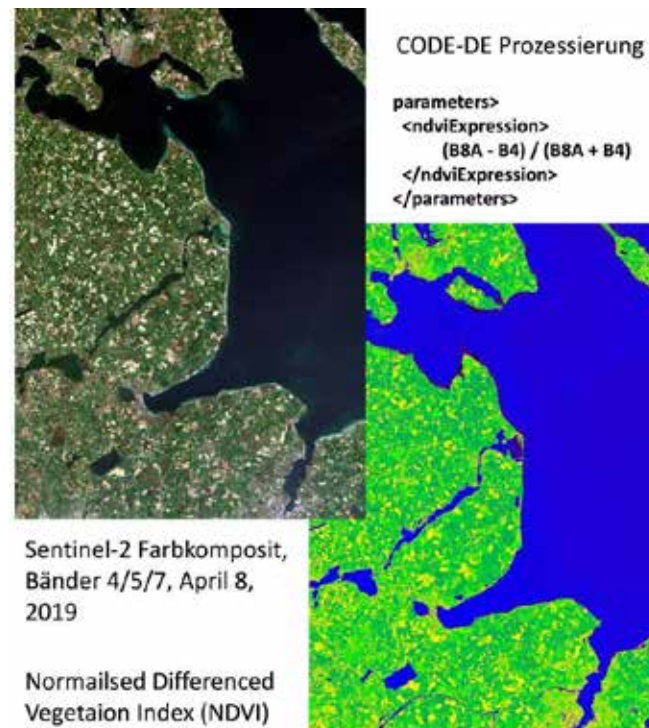 CODE-DE Prozessierung
parameters>
<ndviExpression>
(B8A - B4) / (B8A + B4)
</ndviExpression>
</parameters>
Sentinel-2 Farbkomposit,
Bänder 4/5/7, April 8,
2019
Normailsed Differenced
Vegetaion Index (NDVI)